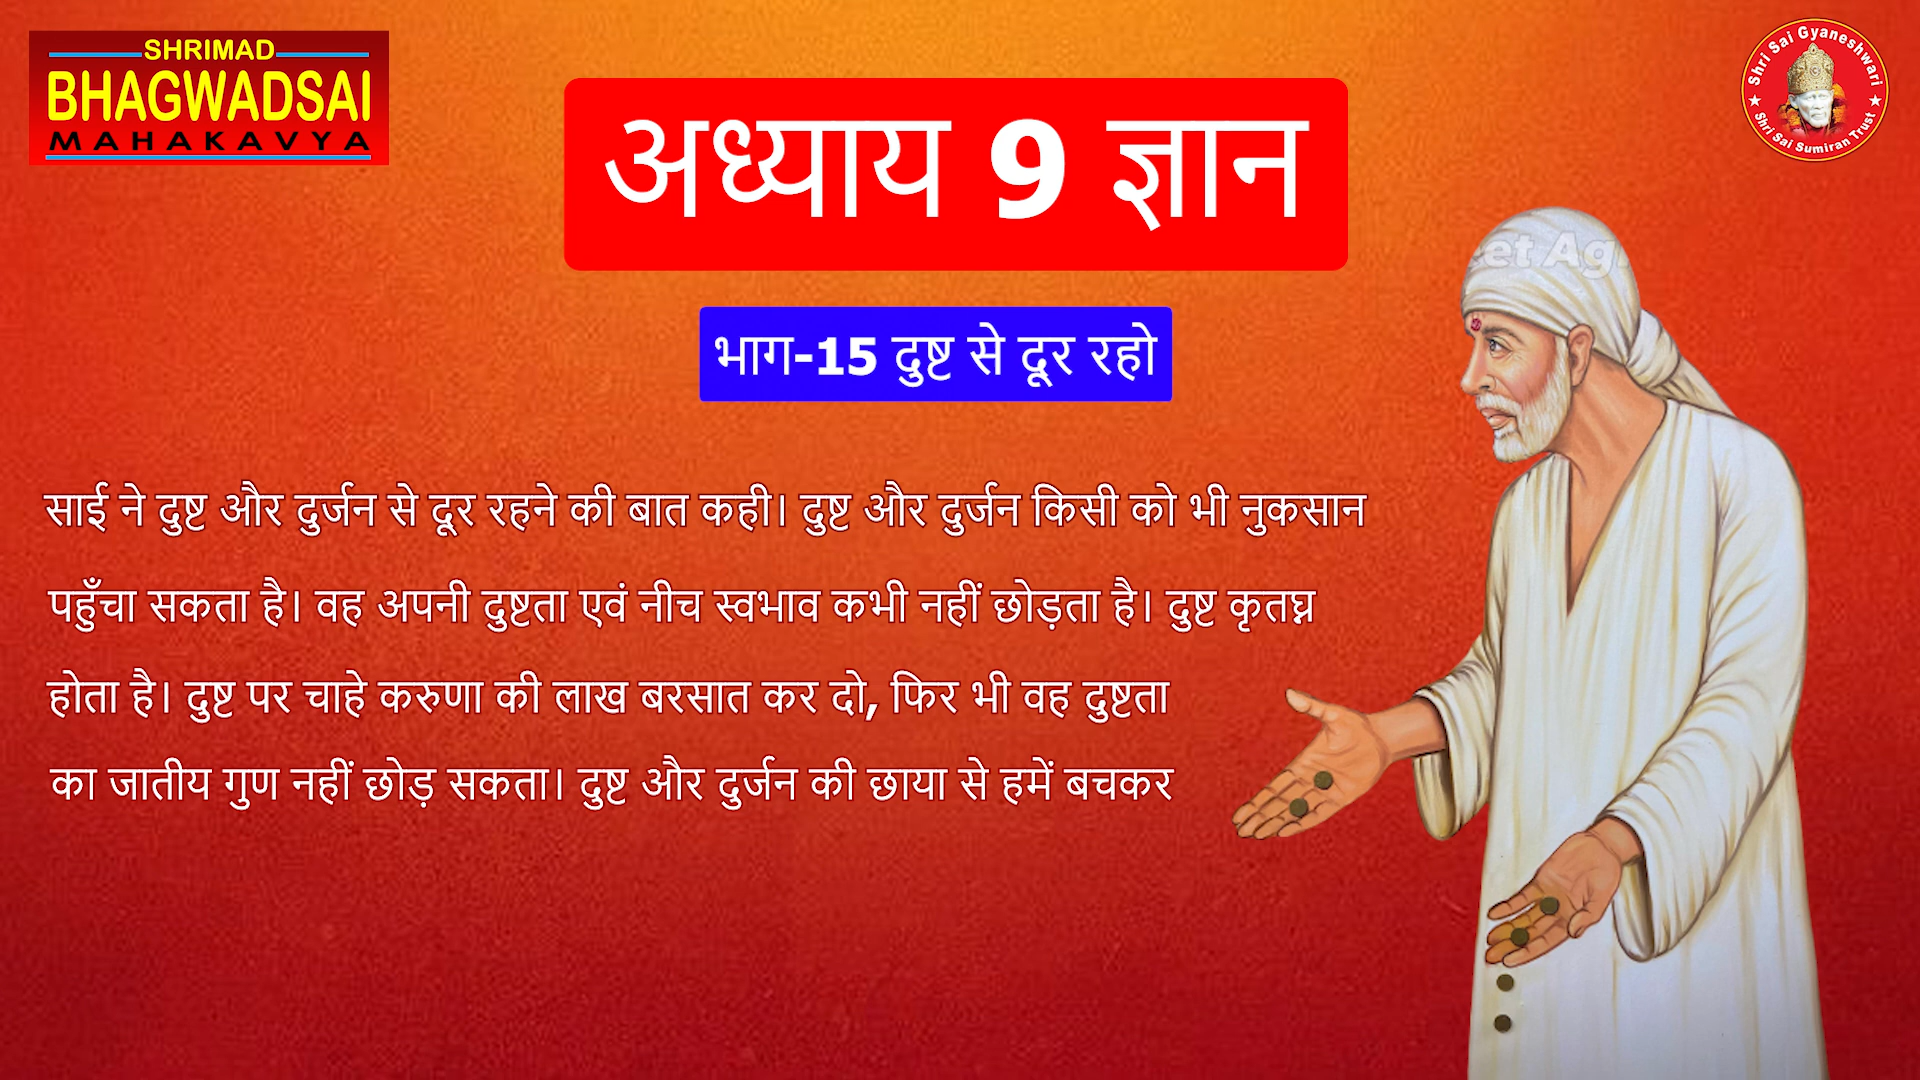 SHRIMAD
BHAGWADSAI
MAHAKAVYA
Shri Sai Gyaneshwari
★ Shri Sai Sumiran Trust ★
अध्याय 9 ज्ञान
भाग-15 दुष्ट से दूर रहो
साई ने दुष्ट और दुर्जन से दूर रहने की बात कही। दुष्ट और दुर्जन किसी को भी नुकसान
पहुँचा सकता है। वह अपनी दुष्टता एवं नीच स्वभाव कभी नहीं छोड़ता है। दुष्ट कृतघ्न
होता है। दुष्ट पर चाहे करुणा की लाख बरसात कर दो, फिर भी वह दुष्टता
का जातीय गुण नहीं छोड़ सकता। दुष्ट और दुर्जन की छाया से हमें बचकर